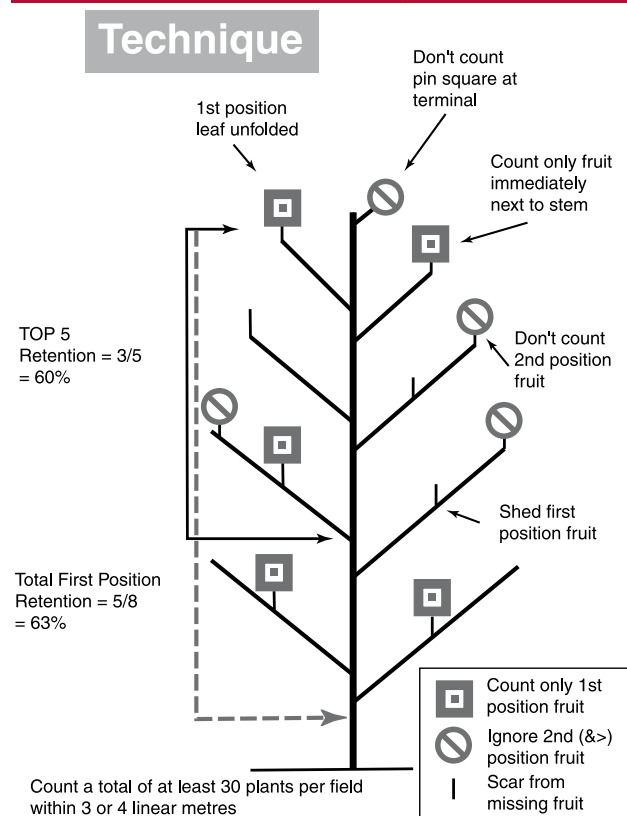 Technique
Don't count
pin square at
terminal
1st position
leaf unfolded
Count only fruit
immediately
next to stem
TOP 5
Retention = 3/5
= 60%
Don't count
2nd position
fruit
Shed first
position fruit
Total First Position
Retention = 5/8
= 63%
Count only 1st
position fruit
Ignore 2nd (&>)
position fruit
Scar from
missing fruit
Count a total of at least 30 plants per field
within 3 or 4 linear metres